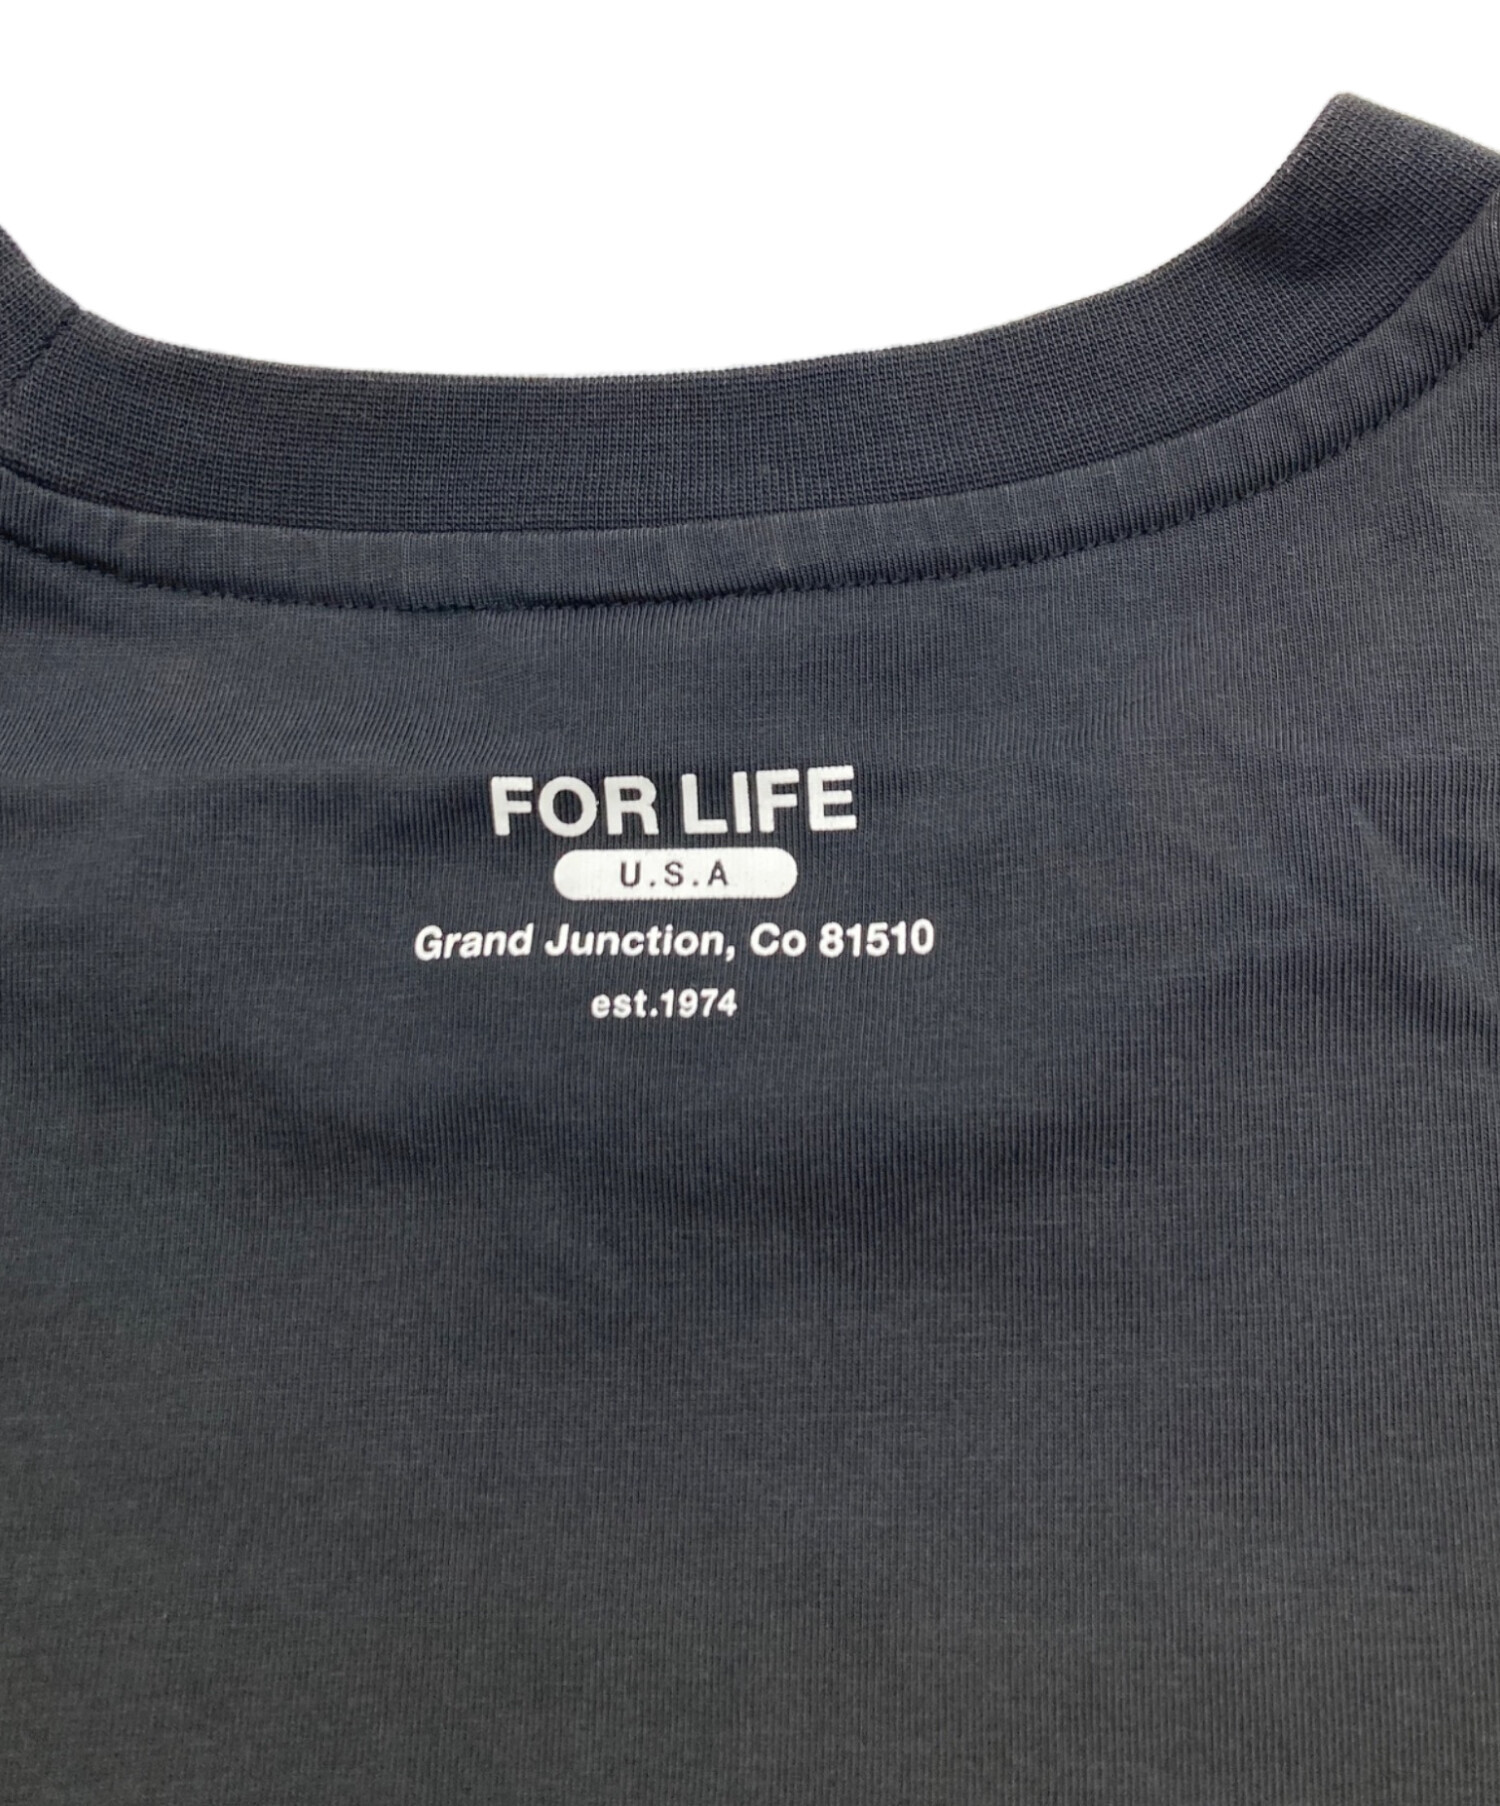 FOR LIFE
U.S.A
Grand Junction, Co 81510
est.1974